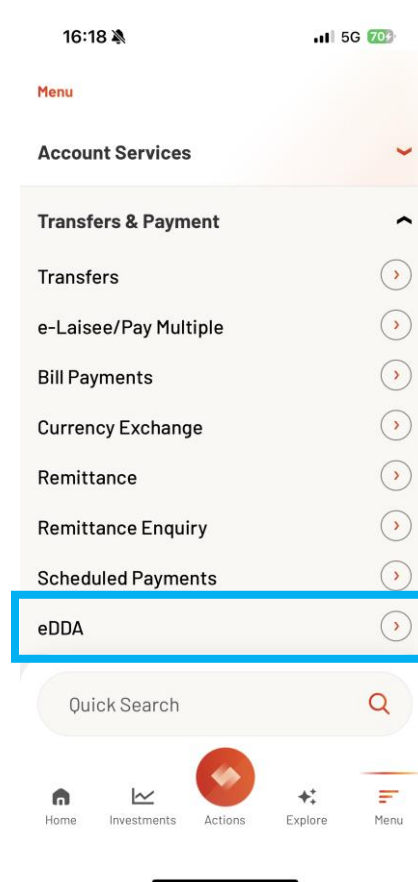 16:18 5G 70
Menu
Account Services
Transfers & Payment
Transfers
e-Laisee/Pay Multiple
Bill Payments
Currency Exchange
Remittance
Remittance Enquiry
Scheduled Payments
eDDA
Quick Search
Home Investments Actions Explore Menu